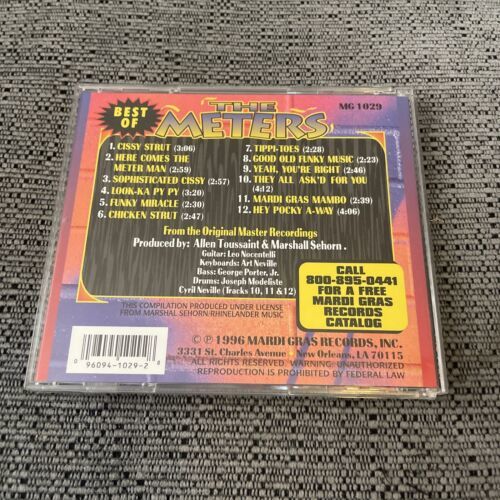 BEST OF
THE
METERS
MG 1029
1. CISSY STRUT (3:06)
2. HERE COMES THE
METER MAN (2:59)
3. SOPHISTICATED CISSY (2:57)
4. LOOK-KA PY PY (3:20)
5. FUNKY MIRACLE (2:30)
6. CHICKEN STRUT (2:47)
7. TIPPI-TOES (2:28)
8. GOOD OLD FUNKY MUSIC (2:23)
9. YEAH, YOU'RE RIGHT (2:46)
10. THEY ALL ASK'D FOR YOU
(4:12)
11. MARDI GRAS MAMBO (2:39)
12. HEY POCKY A-WAY (4:06)
From the Original Master Recordings
Produced by: Allen Toussaint & Marshall Sehorn .
Guitar: Leo Nocentelli
Keyboards: Art Neville
Bass: George Porter, Jr.
Drums: Joseph Modeliste
Cyril Neville (Tracks 10, 11 & 12)
THIS COMPILATION PRODUCED UNDER LICENSE
FROM MARSHAL SEHORN/RHINELANDER MUSIC
CALL
800-895-0441
FOR A FREE
MARDI GRAS
RECORDS
CATALOG
0 96094-1029-2 8
© ℗ 1996 MARDI GRAS RECORDS, INC.
3331 St. Charles Avenue • New Orleans, LA 70115
ALL RIGHTS RESERVED. WARNING: UNAUTHORIZED
REPRODUCTION IS PROHIBITED BY FEDERAL LAW